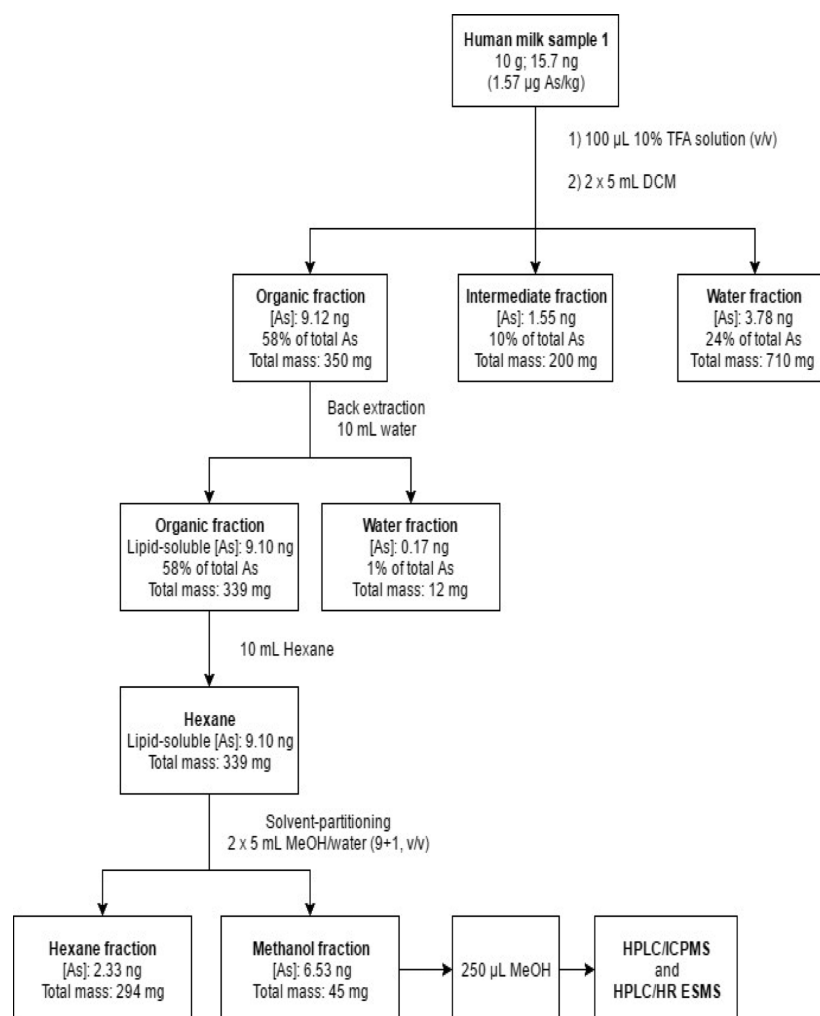 Human milk sample 1
10 g; 15.7 ng
(1.57 µg As/kg)
1) 100 µL 10% TFA solution (v/v)
2) 2 x 5 mL DCM
Organic fraction
[As]: 9.12 ng
58% of total As
Total mass: 350 mg
Intermediate fraction
[As]: 1.55 ng
10% of total As
Total mass: 200 mg
Water fraction
[As]: 3.78 ng
24% of total As
Total mass: 710 mg
Back extraction
10 mL water
Organic fraction
Lipid-soluble [As]: 9.10 ng
58% of total As
Total mass: 339 mg
Water fraction
[As]: 0.17 ng
1% of total As
Total mass: 12 mg
10 mL Hexane
Hexane
Lipid-soluble [As]: 9.10 ng
Total mass: 339 mg
Solvent-partitioning
2 x 5 mL MeOH/water (9+1, v/v)
Hexane fraction
[As]: 2.33 ng
Total mass: 294 mg
Methanol fraction
[As]: 6.53 ng
Total mass: 45 mg
250 µL MeOH
HPLC/ICPMS
and
HPLC/HR ESMS